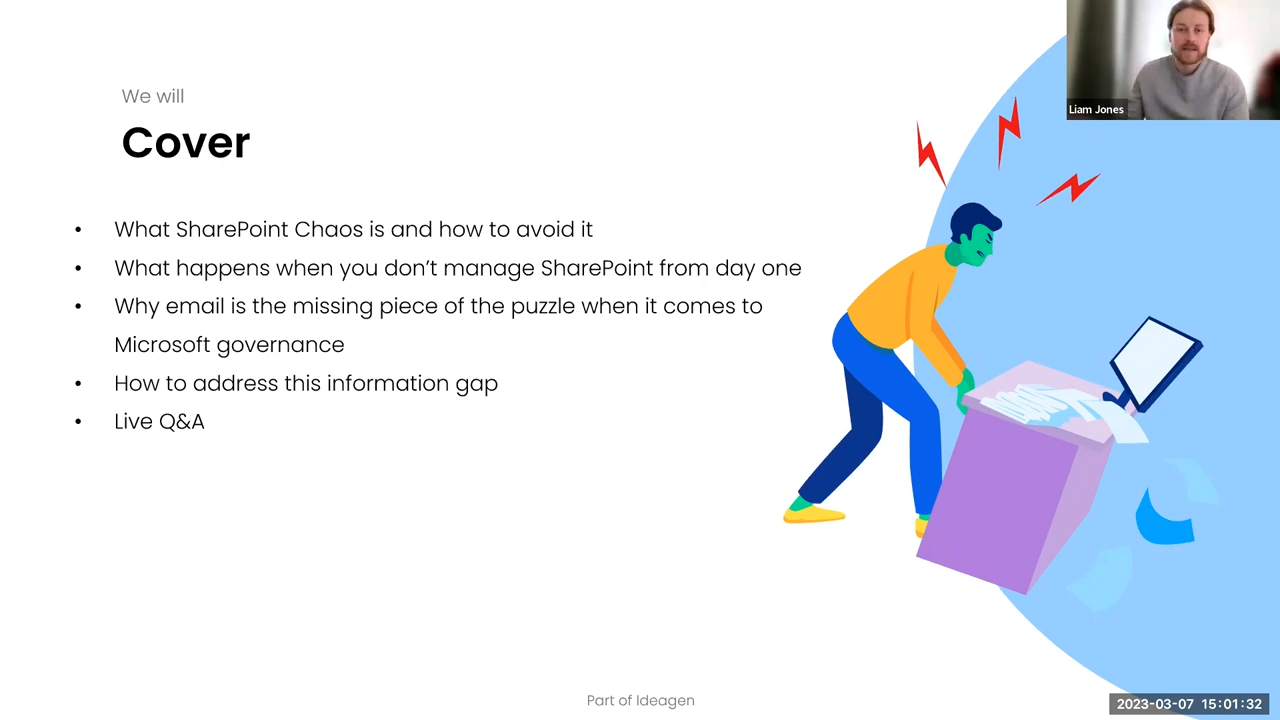 We will
Cover
• What SharePoint Chaos is and how to avoid it
• What happens when you don’t manage SharePoint from day one
• Why email is the missing piece of the puzzle when it comes to
Microsoft governance
• How to address this information gap
• Live Q&A
Liam Jones
Part of Ideagen
2023-03-07 15:01:32